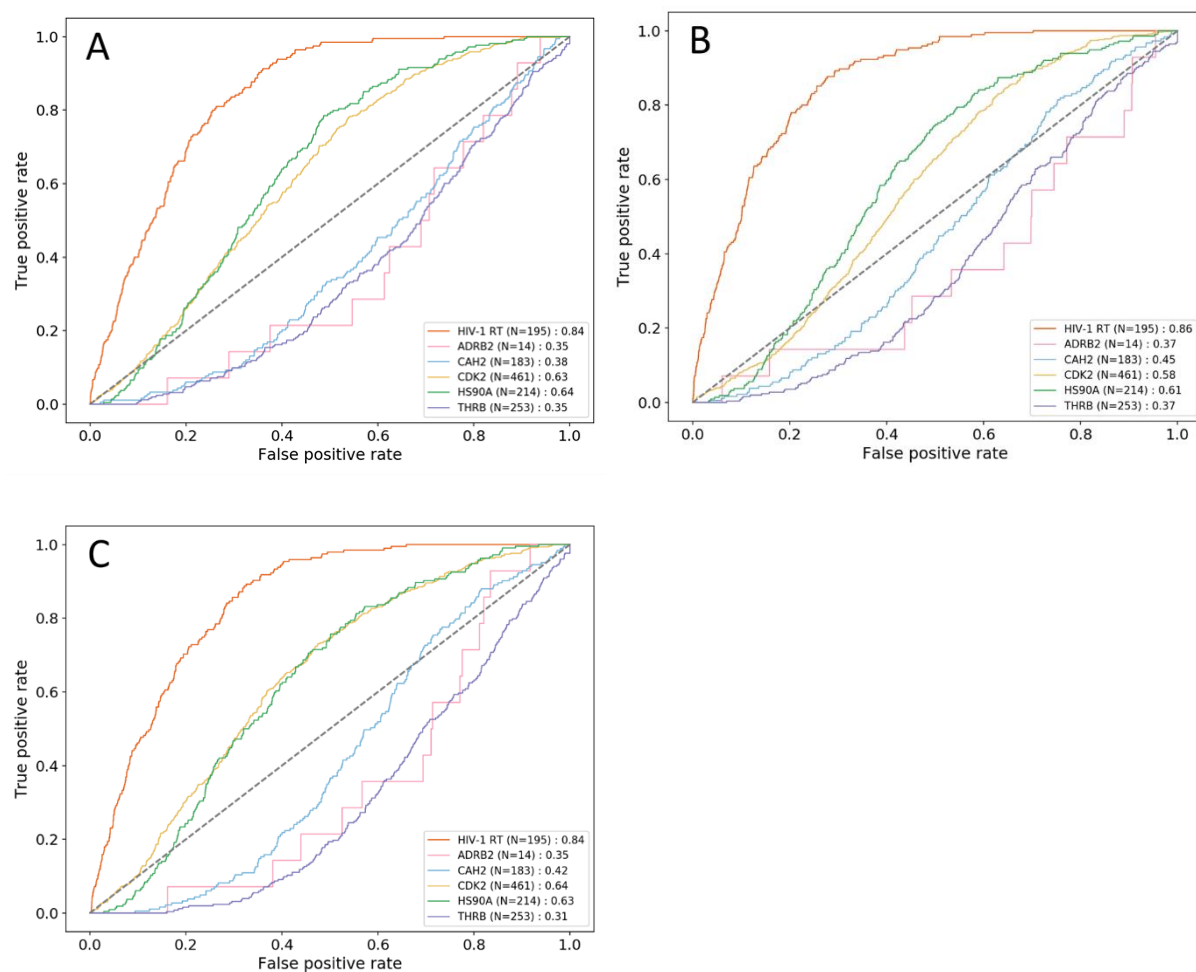 A
True positive rate
1.0
0.8
0.6
0.4
0.2
0.0
HIV-1 RT (N=195) : 0.84
ADRB2 (N=14) : 0.35
CAH2 (N=183) : 0.38
CDK2 (N=461) : 0.63
HS90A (N=214) : 0.64
THRB (N=253) : 0.35
0.0 0.2 0.4 0.6 0.8 1.0
False positive rate
B
True positive rate
1.0
0.8
0.6
0.4
0.2
0.0
HIV-1 RT (N=195) : 0.86
ADRB2 (N=14) : 0.37
CAH2 (N=183) : 0.45
CDK2 (N=461) : 0.58
HS90A (N=214) : 0.61
THRB (N=253) : 0.37
0.0 0.2 0.4 0.6 0.8 1.0
False positive rate
C
True positive rate
1.0
0.8
0.6
0.4
0.2
0.0
HIV-1 RT (N=195) : 0.84
ADRB2 (N=14) : 0.35
CAH2 (N=183) : 0.42
CDK2 (N=461) : 0.64
HS90A (N=214) : 0.63
THRB (N=253) : 0.31
0.0 0.2 0.4 0.6 0.8 1.0
False positive rate